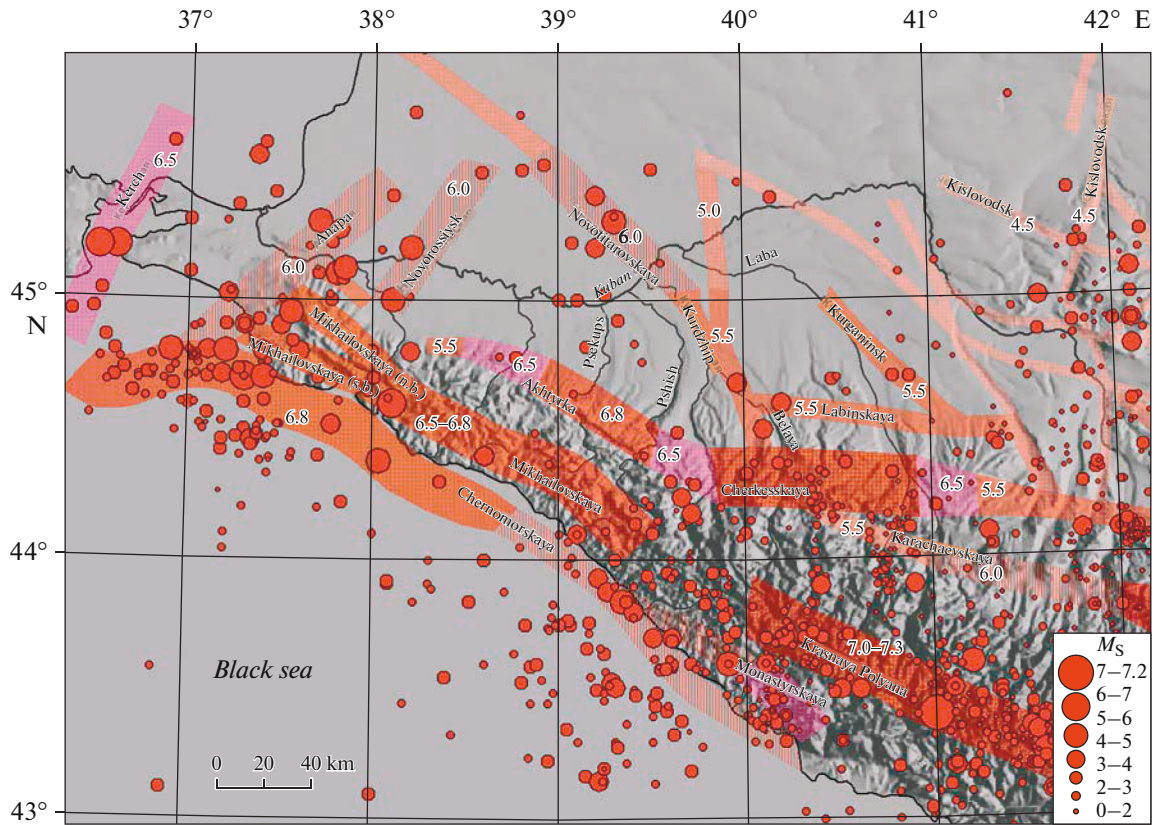 37° 38° 39° 40° 41° 42° E
45°
N
44°
43°
Kerch
6.5
Anapa
6.0
Novorossiysk
6.0
Novotitarovskaya
6.0
Kuban
5.0
Laba
Kislovodsk
4.5
Kislovodsk
4.5
Mikhailovskaya (n.b.)
Mikhailovskaya (s.b.)
6.8
6.5–6.8
Mikhailovskaya
Chernomorskaya
5.5
6.5
Akhtyrka
6.8
6.5
Psekups
Pshish
Kurdzhip
5.5
Kurganinsk
5.5
5.5 Labinskaya
Belaya
Cherkesskaya
6.5
5.5
5.5
Karachaevskaya
6.0
7.0–7.3
Krasnaya Polyana
Monastyrskaya
Black sea
0 20 40 km
MS
7–7.2
6–7
5–6
4–5
3–4
2–3
0–2